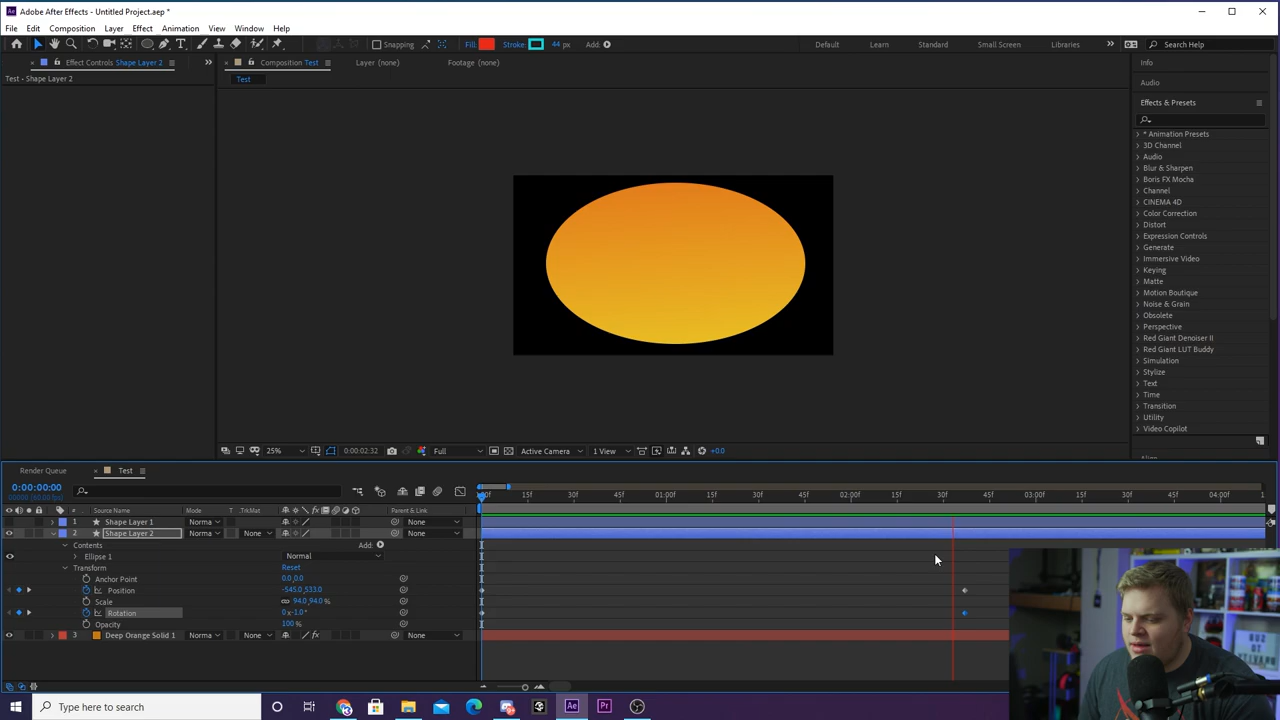 Adobe After Effects - Untitled Project.aep *
File Edit Composition Layer Effect Animation View Window Help
Snapping Fill: Stroke: 44 px Add: Default Learn Standard Small Screen Libraries Search Help
Effect Controls Shape Layer 2 Composition Test Layer (none) Footage (none) Info
Test • Shape Layer 2 Test
Audio
Effects & Presets
* Animation Presets
3D Channel
Audio
Blur & Sharpen
Boris FX Mocha
Channel
CINEMA 4D
Color Correction
Distort
Expression Controls
Generate
Immersive Video
Keying
Matte
Motion Boutique
Noise & Grain
Obsolete
Perspective
Red Giant Denoiser II
Red Giant LUT Buddy
Simulation
Stylize
Text
Time
Transition
Utility
Video Copilot
25% 0:00:02:32 Full Active Camera 1 View +0.0
Render Queue Test
0:00:00:00
00000 (60.00 fps)
:00f 15f 30f 45f 01:00f 15f 30f 45f 02:00f 15f 30f 45f 03:00f 15f 30f 45f 04:00f
# Source Name Mode T .TrkMat Parent & Link
1 Shape Layer 1 Norma None
2 Shape Layer 2 Norma None None
Contents Add:
Ellipse 1 Normal
Transform Reset
Anchor Point 0.0,0.0
Position -545.0,533.0
Scale 94.0,94.0 %
Rotation 0 x -1.0 °
Opacity 100 %
3 Deep Orange Solid 1 Norma None None
Type here to search Ae Pr